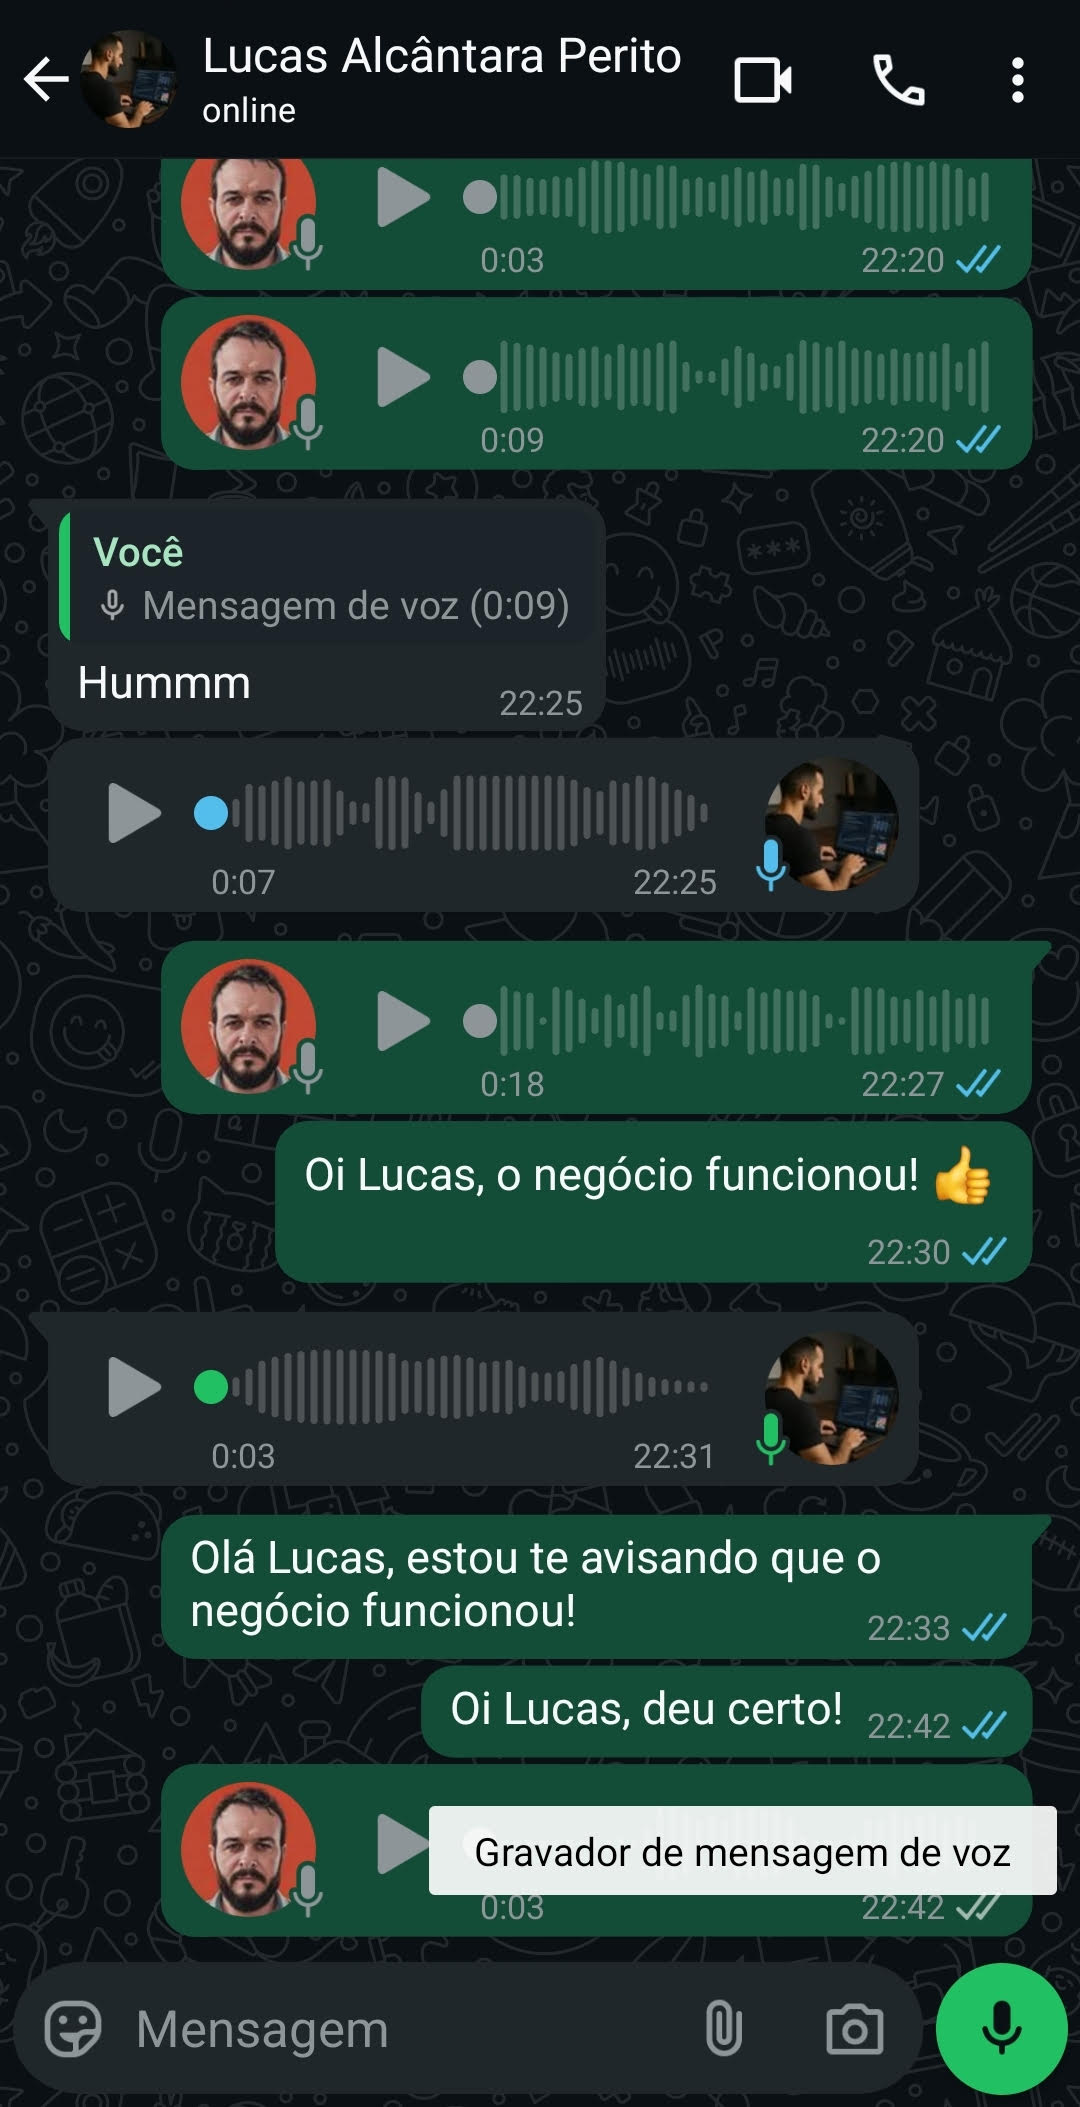 Lucas Alcântara Perito
online
0:03 22:20
0:09 22:20
Você
Mensagem de voz (0:09)
Hummm
22:25
0:07 22:25
0:18 22:27
Oi Lucas, o negócio funcionou! 👍
22:30
0:03 22:31
Olá Lucas, estou te avisando que o
negócio funcionou! 22:33
Oi Lucas, deu certo! 22:42
Gravador de mensagem de voz
0:03 22:42
Mensagem